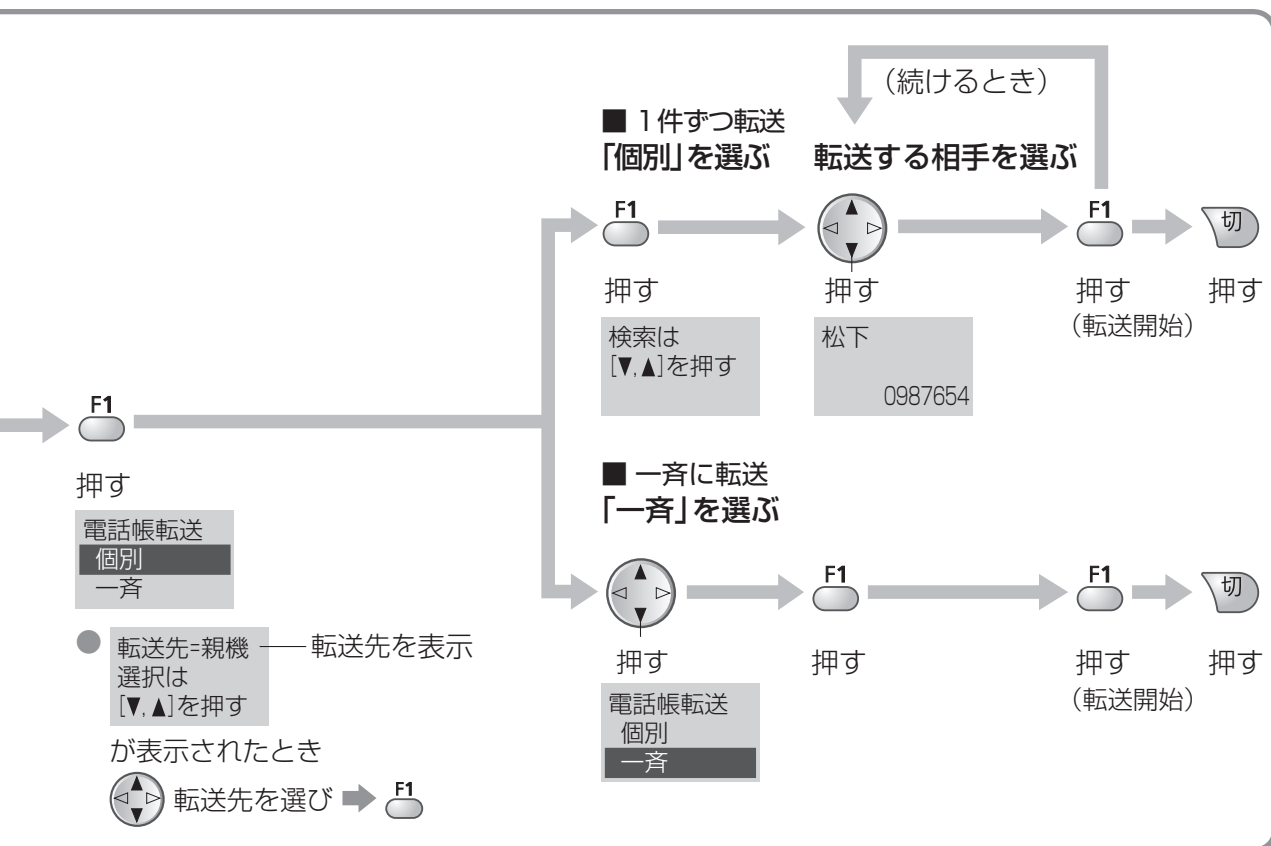 F1
押す
電話帳転送
個別
一斉
● 転送先=親機
選択は
[▼,▲]を押す
転送先を表示
が表示されたとき
転送先を選び ➡ F1
■ 1件ずつ転送
「個別」を選ぶ
F1
押す
検索は
[▼,▲]を押す
(続けるとき)
転送する相手を選ぶ
押す
松下
0987654
F1
押す
(転送開始)
切
押す
■ 一斉に転送
「一斉」を選ぶ
押す
電話帳転送
個別
一斉
F1
押す
F1
押す
(転送開始)
切
押す